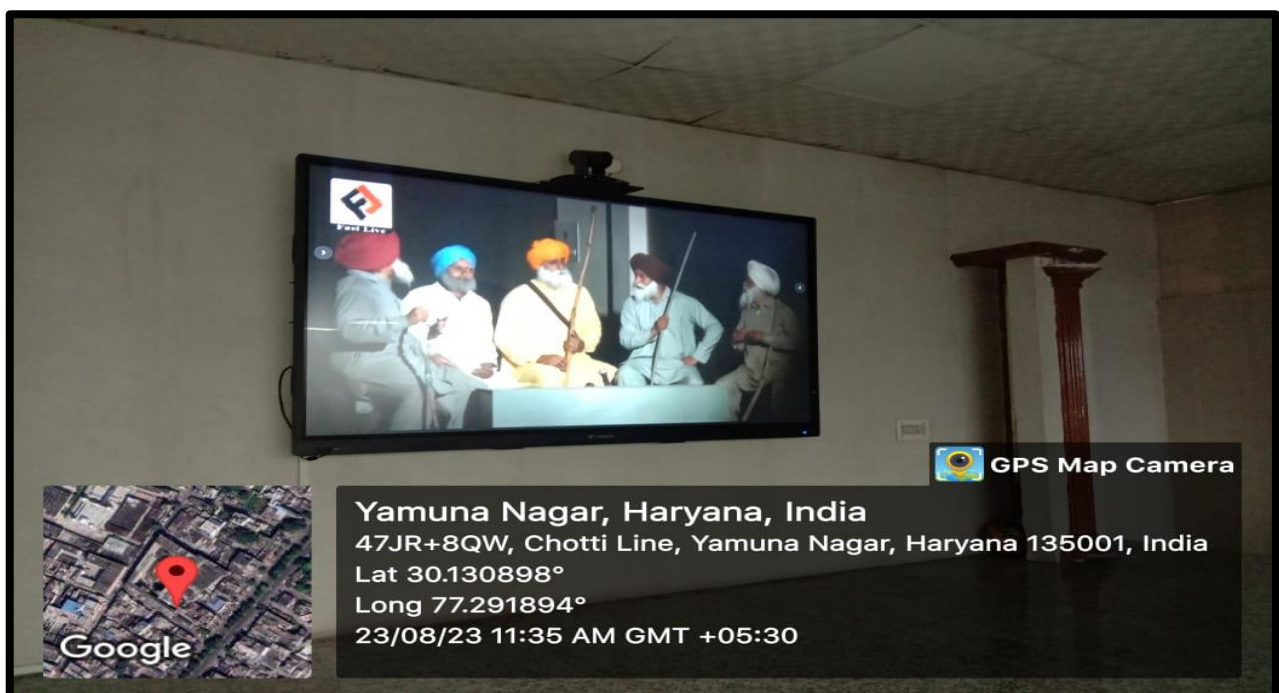 Fast Live
GPS Map Camera
Yamuna Nagar, Haryana, India
47JR+8QW, Chotti Line, Yamuna Nagar, Haryana 135001, India
Lat 30.130898°
Long 77.291894°
23/08/23 11:35 AM GMT +05:30
Google